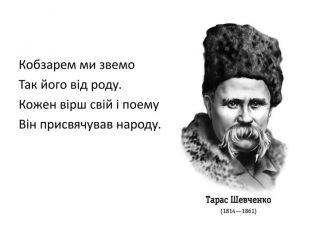 Кобзарем ми звемо
Так його від роду.
Кожен вірш свій і поему
Він присвячував народу.
Тарас Шевченко
(1814—1861)